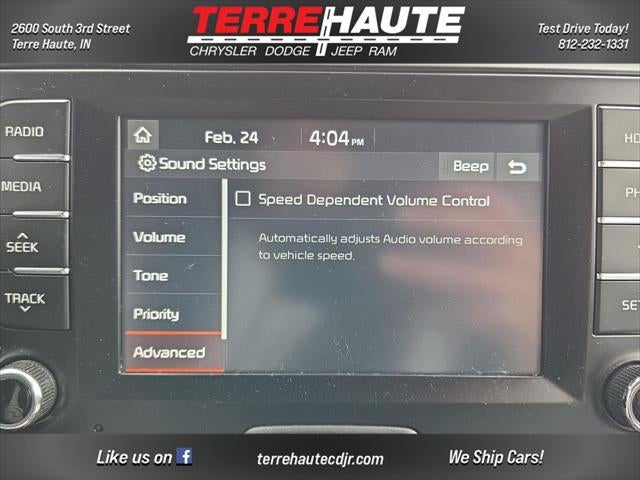 2600 South 3rd Street
Terre Haute, IN
TERRE HAUTE
CHRYSLER DODGE JEEP RAM
Test Drive Today!
812-232-1331
RADIO
MEDIA
SEEK
TRACK
Feb. 24
4:04 PM
Sound Settings
Beep
Position
Volume
Tone
Priority
Advanced
Speed Dependent Volume Control
Automatically adjusts Audio volume according
to vehicle speed.
Like us on f
terrehautecdjr.com
We Ship Cars!